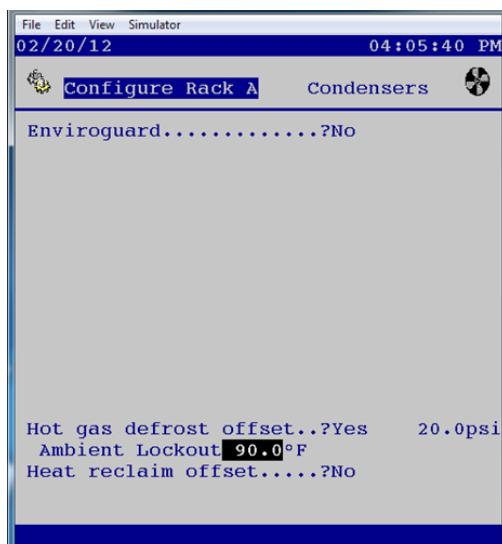 File Edit View Simulator
02/20/12 04:05:40 PM
Configure Rack A Condensers
Enviroguard.............?No
Hot gas defrost offset..?Yes 20.0psi
Ambient Lockout 90.0°F
Heat reclaim offset.....?No